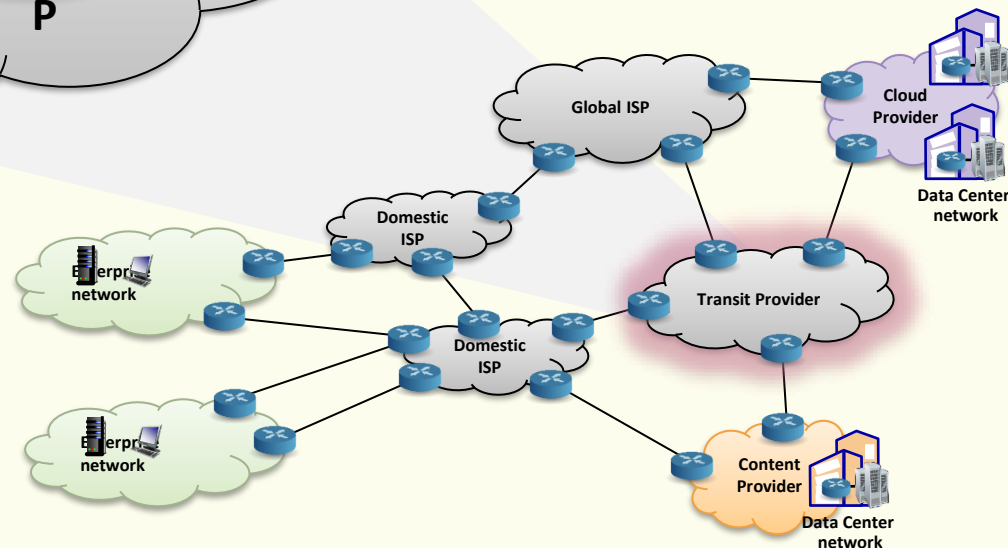 P
Global ISP
Cloud
Provider
Data Center
network
Domestic
ISP
network
Transit Provider
Domestic
ISP
network
Content
Provider
Data Center
network